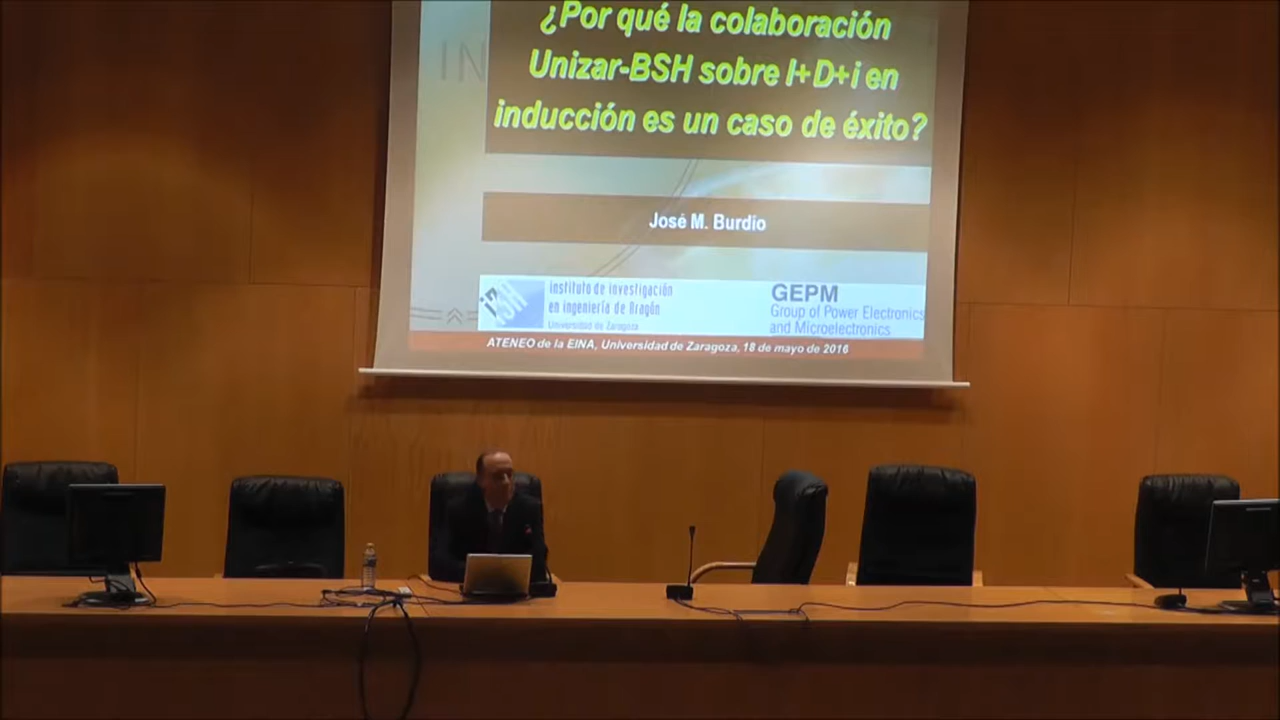 ¿Por qué la colaboración
Unizar-BSH sobre I+D+i en
inducción es un caso de éxito?
José M. Burdío
Instituto de investigación
en ingeniería de Aragón
Universidad de Zaragoza
GEPM
Group of Power Electronics
and Microelectronics
ATENEO de la EINA, Universidad de Zaragoza, 18 de mayo de 2016